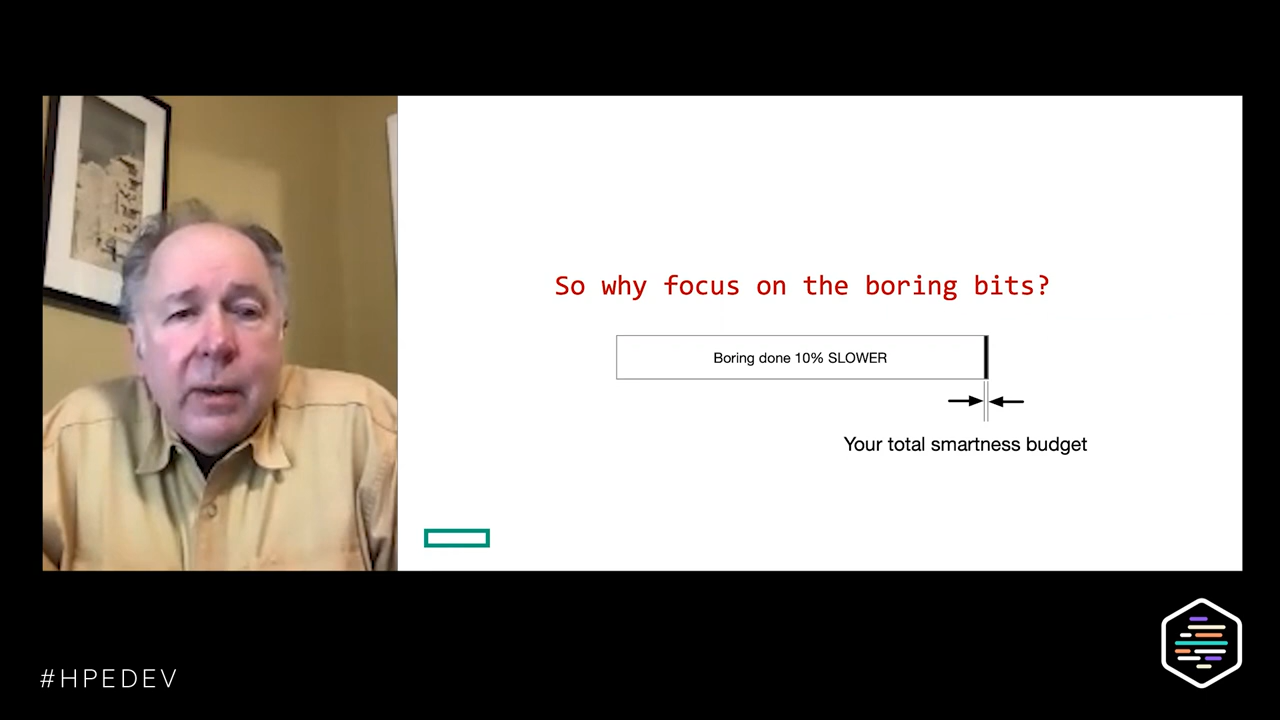 So why focus on the boring bits?
Boring done 10% SLOWER
Your total smartness budget
#HPEDEV